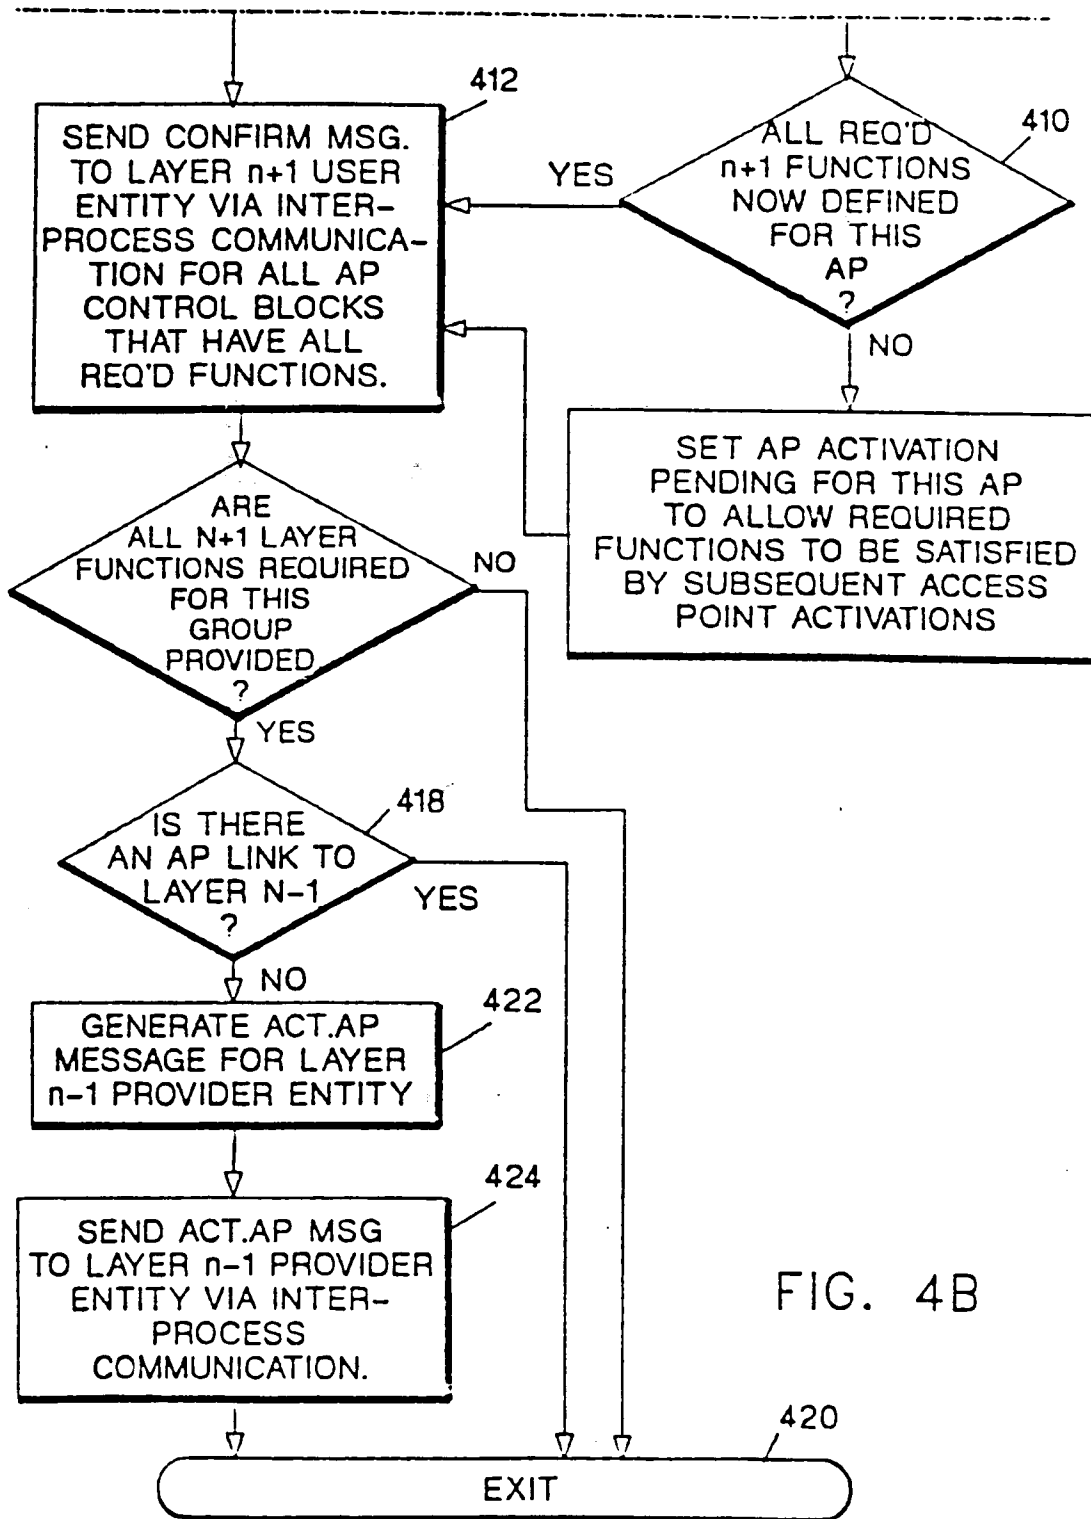 412
SEND CONFIRM MSG.
TO LAYER n+1 USER
ENTITY VIA INTER-
PROCESS COMMUNICA-
TION FOR ALL AP
CONTROL BLOCKS
THAT HAVE ALL
REQ'D FUNCTIONS.
YES
410
ALL REQ'D
n+1 FUNCTIONS
NOW DEFINED
FOR THIS
AP
?
NO
SET AP ACTIVATION
PENDING FOR THIS AP
TO ALLOW REQUIRED
FUNCTIONS TO BE SATISFIED
BY SUBSEQUENT ACCESS
POINT ACTIVATIONS
ARE
ALL N+1 LAYER
FUNCTIONS REQUIRED
FOR THIS
GROUP
PROVIDED
?
NO
YES
418
IS THERE
AN AP LINK TO
LAYER N-1
?
YES
NO
422
GENERATE ACT.AP
MESSAGE FOR LAYER
n-1 PROVIDER ENTITY
424
SEND ACT.AP MSG
TO LAYER n-1 PROVIDER
ENTITY VIA INTER-
PROCESS
COMMUNICATION.
FIG. 4B
420
EXIT